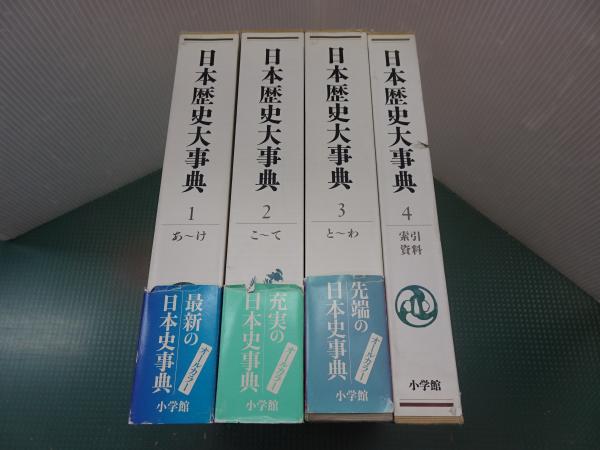 日本歴史大事典
1
あ～け
最新の
日本史事典
オールカラー
小学館
日本歴史大事典
2
こ～て
充実の
日本史事典
オールカラー
小学館
日本歴史大事典
3
と～わ
先端の
日本史事典
オールカラー
小学館
日本歴史大事典
4
索引
資料
小学館